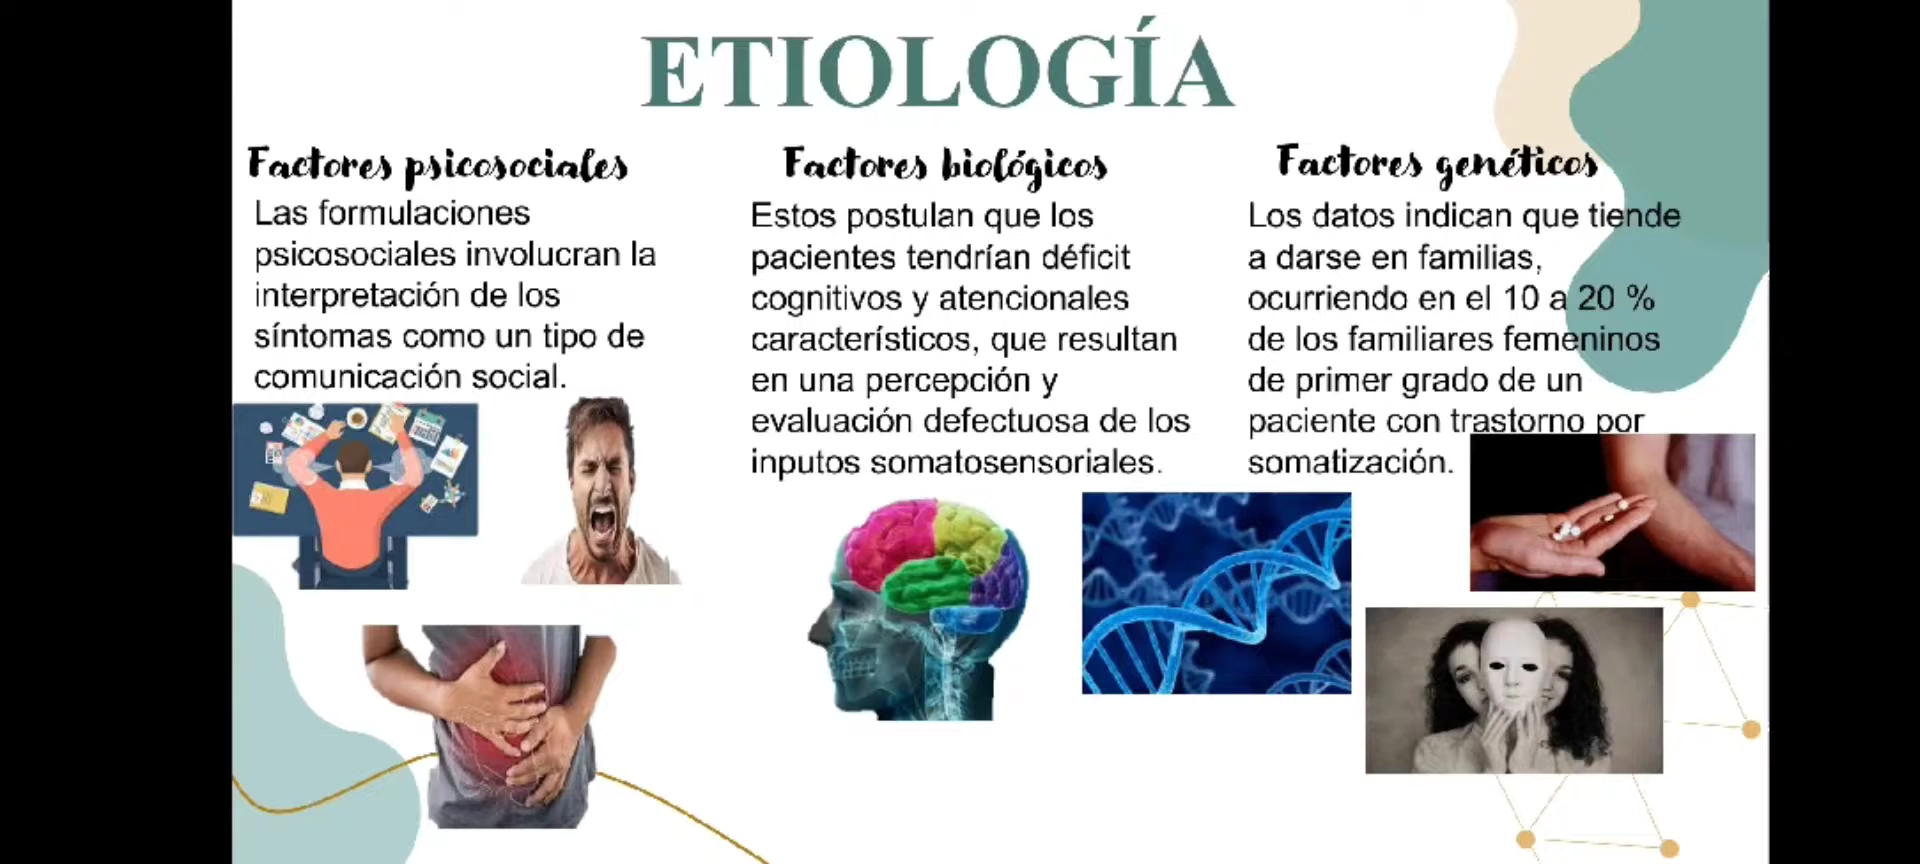 ETIOLOGÍA
Factores psicosociales
Las formulaciones
psicosociales involucran la
interpretación de los
síntomas como un tipo de
comunicación social.
Factores biológicos
Estos postulan que los
pacientes tendrían déficit
cognitivos y atencionales
característicos, que resultan
en una percepción y
evaluación defectuosa de los
inputos somatosensoriales.
Factores genéticos
Los datos indican que tiende
a darse en familias,
ocurriendo en el 10 a 20 %
de los familiares femeninos
de primer grado de un
paciente con trastorno por
somatización.